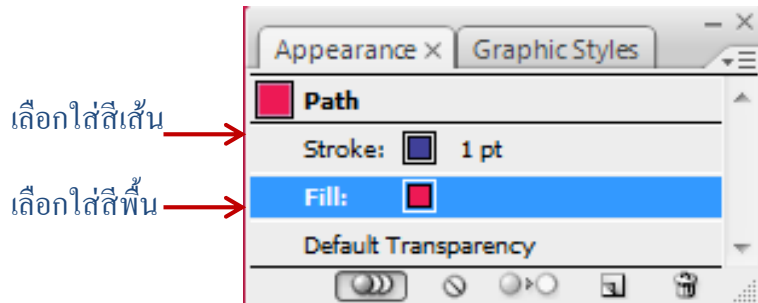 Appearance × Graphic Styles
Path
เลือกใส่สีเส้น
Stroke: 1 pt
เลือกใส่สีพื้น
Fill:
Default Transparency